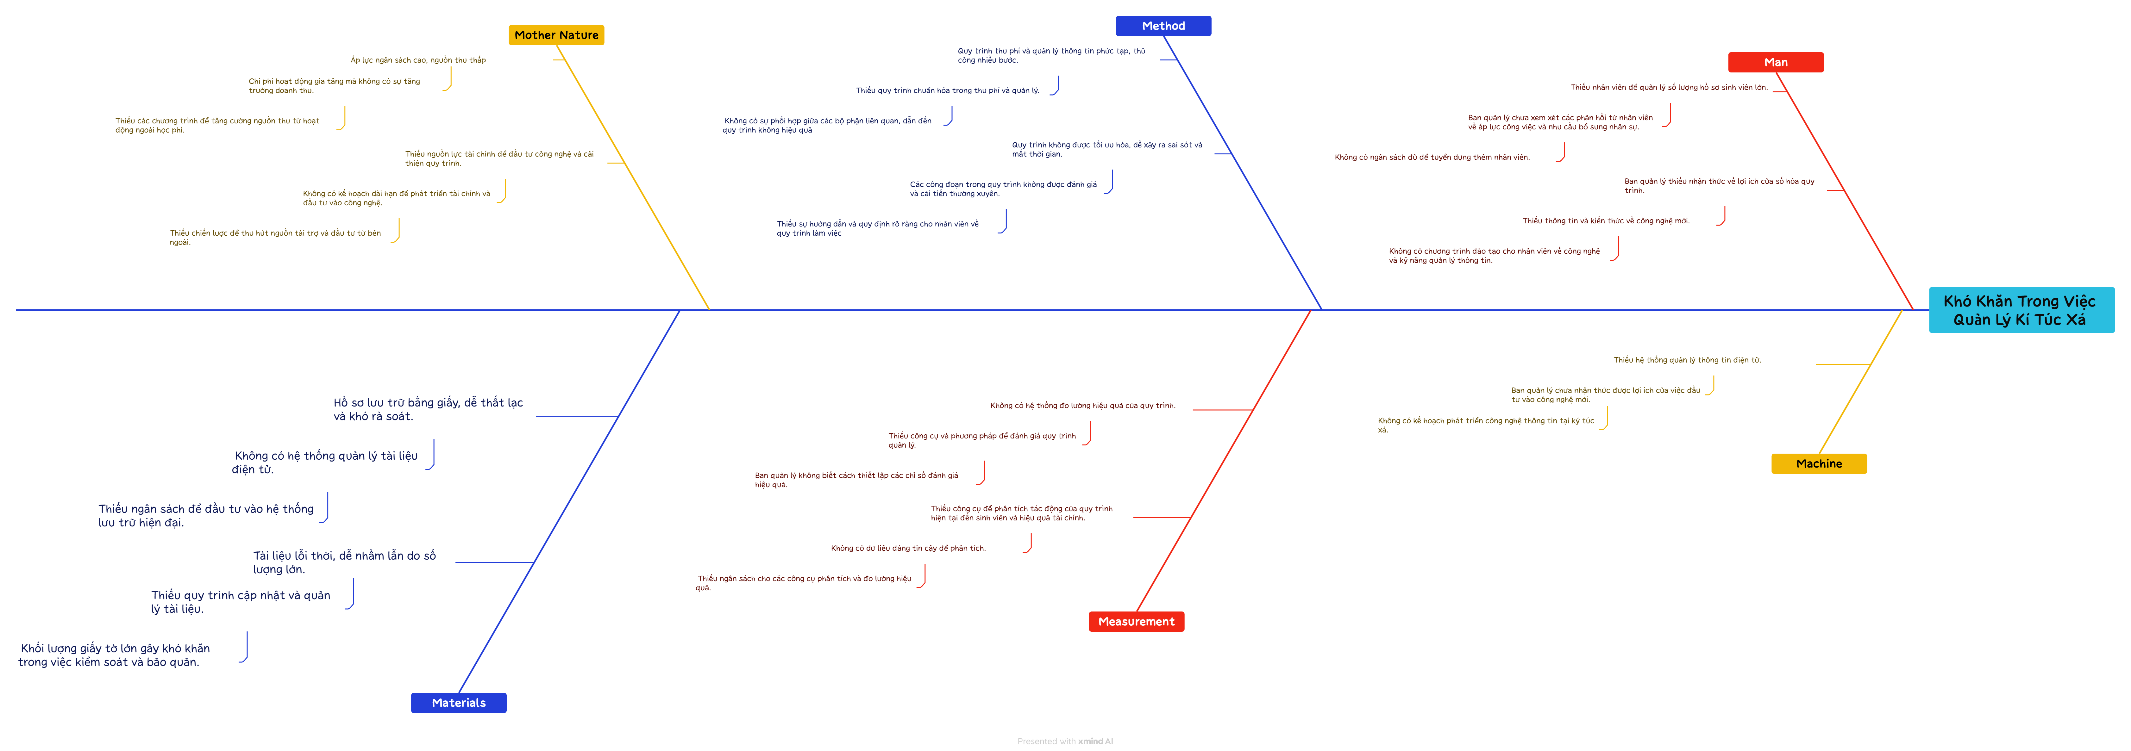 Mother Nature
Áp lực ngân sách cao, nguồn thu thấp
Chi phí hoạt động gia tăng mà không có sự tăng
trưởng doanh thu.
Thiếu các chương trình để tăng cường nguồn thu từ hoạt
động ngoài học phí.
Thiếu nguồn lực tài chính để đầu tư công nghệ và cải
thiện quy trình.
Không có kế hoạch dài hạn để phát triển tài chính và
đầu tư vào công nghệ.
Thiếu chiến lược để thu hút nguồn tài trợ và đầu tư từ bên
ngoài.
Method
Quy trình thu phí và quản lý thông tin phức tạp, thủ
công nhiều bước.
Thiếu quy trình chuẩn hóa trong thu phí và quản lý.
Không có sự phối hợp giữa các bộ phận liên quan, dẫn đến
quy trình không hiệu quả
Quy trình không được tối ưu hóa, dễ xảy ra sai sót và
mất thời gian.
Các công đoạn trong quy trình không được đánh giá
và cải tiến thường xuyên.
Thiếu sự hướng dẫn và quy định rõ ràng cho nhân viên về
quy trình làm việc
Man
Thiếu nhân viên để quản lý số lượng hồ sơ sinh viên lớn.
Ban quản lý chưa xem xét các phản hồi từ nhân viên
về áp lực công việc và nhu cầu bổ sung nhân sự.
Không có ngân sách đủ để tuyển dụng thêm nhân viên.
Ban quản lý thiếu nhận thức về lợi ích của số hóa quy
trình.
Thiếu thông tin và kiến thức về công nghệ mới.
Không có chương trình đào tạo cho nhân viên về công nghệ
và kỹ năng quản lý thông tin.
Khó Khăn Trong Việc
Quản Lý Kí Túc Xá
Hồ sơ lưu trữ bằng giấy, dễ thất lạc
và khó rà soát.
Không có hệ thống quản lý tài liệu
điện tử.
Thiếu ngân sách để đầu tư vào hệ thống
lưu trữ hiện đại.
Tài liệu lỗi thời, dễ nhầm lẫn do số
lượng lớn.
Thiếu quy trình cập nhật và quản
lý tài liệu.
Khối lượng giấy tờ lớn gây khó khăn
trong việc kiểm soát và bảo quản.
Materials
Không có hệ thống đo lường hiệu quả của quy trình.
Thiếu công cụ và phương pháp để đánh giá quy trình
quản lý.
Ban quản lý không biết cách thiết lập các chỉ số đánh giá
hiệu quả.
Thiếu công cụ để phân tích tác động của quy trình
hiện tại đến sinh viên và hiệu quả tài chính.
Không có dữ liệu đáng tin cậy để phân tích.
Thiếu ngân sách cho các công cụ phân tích và đo lường hiệu
quả.
Measurement
Thiếu hệ thống quản lý thông tin điện tử.
Ban quản lý chưa nhận thức được lợi ích của việc đầu
tư vào công nghệ mới.
Không có kế hoạch phát triển công nghệ thông tin tại ký túc
xá.
Machine
Presented with xmind AI